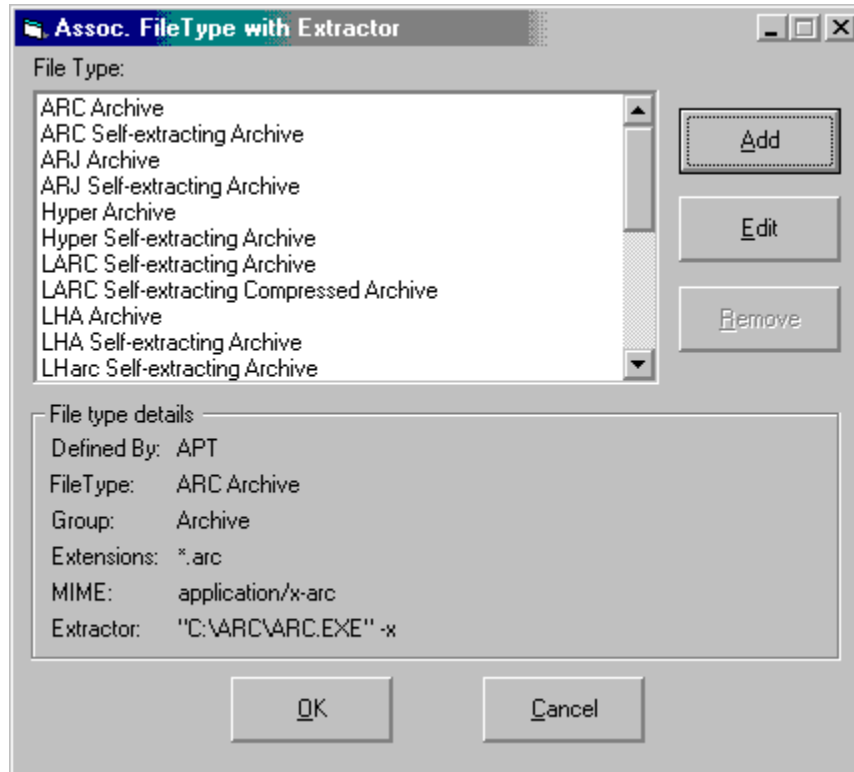 Assoc. FileType with Extractor
File Type:
ARC Archive
ARC Self-extracting Archive
ARJ Archive
ARJ Self-extracting Archive
Hyper Archive
Hyper Self-extracting Archive
LARC Self-extracting Archive
LARC Self-extracting Compressed Archive
LHA Archive
LHA Self-extracting Archive
LHarc Self-extracting Archive
Add
Edit
Remove
File type details
Defined By: APT
FileType: ARC Archive
Group: Archive
Extensions: *.arc
MIME: application/x-arc
Extractor: "C:\ARC\ARC.EXE" -x
OK Cancel